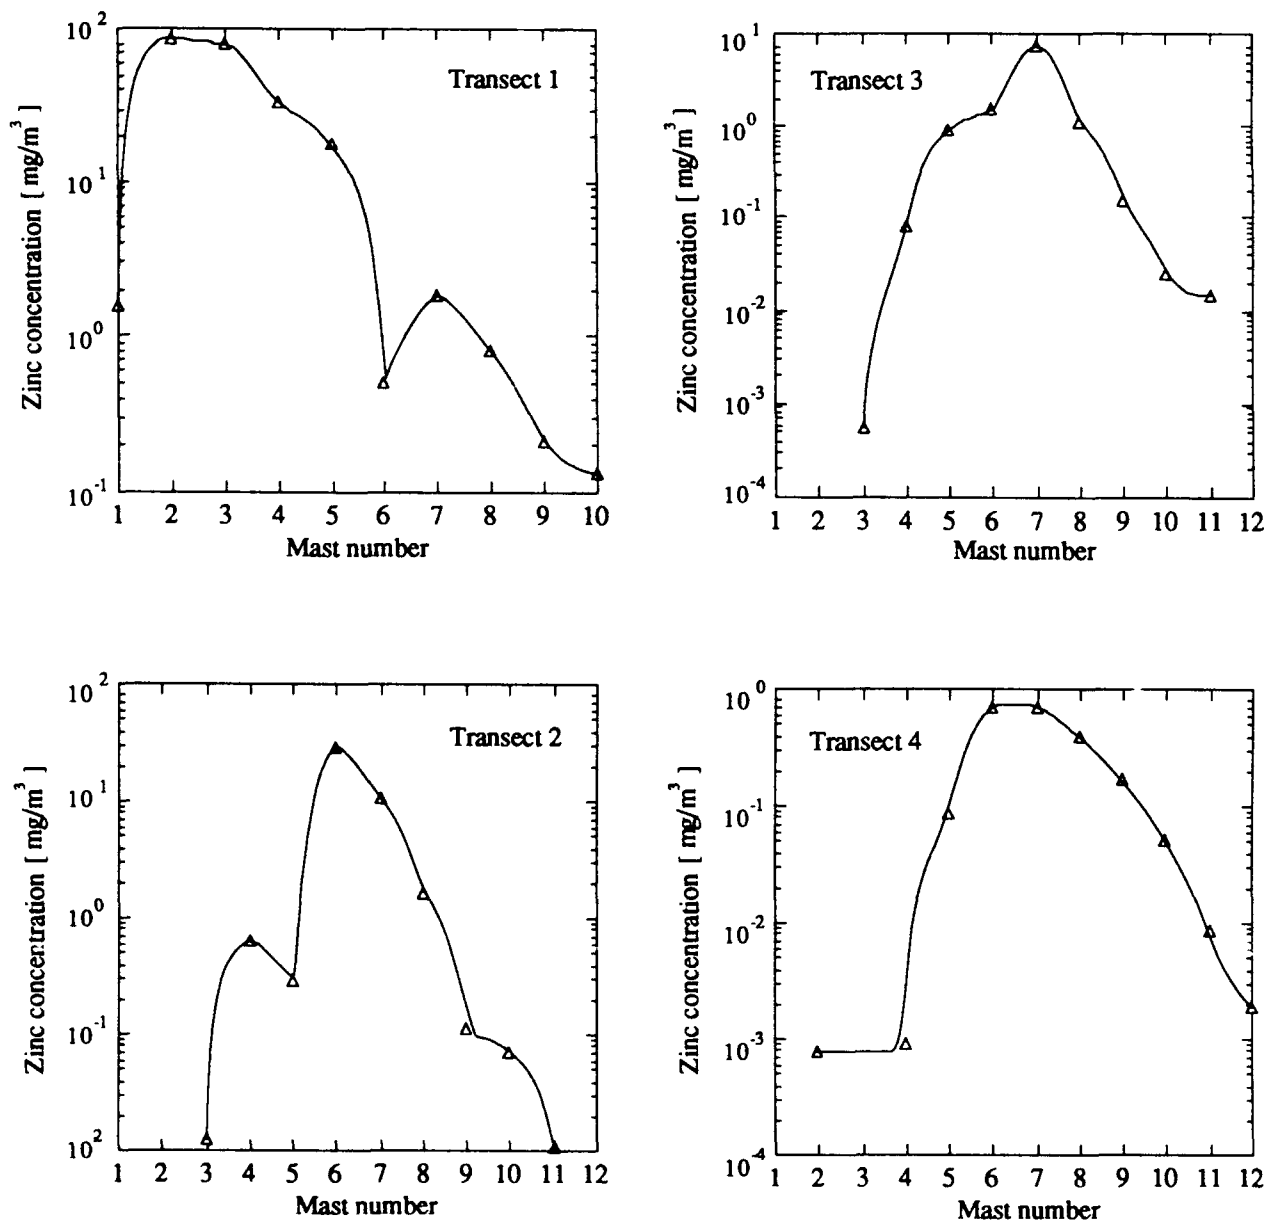 Transect 1
Zinc concentration [ mg/m³ ]
10²
10¹
10⁰
10⁻¹
1 2 3 4 5 6 7 8 9 10
Mast number
Transect 3
Zinc concentration [ mg/m³ ]
10¹
10⁰
10⁻¹
10⁻²
10⁻³
10⁻⁴
1 2 3 4 5 6 7 8 9 10 11 12
Mast number
Transect 2
Zinc concentration [ mg/m³ ]
10²
10¹
10⁰
10⁻¹
10²
1 2 3 4 5 6 7 8 9 10 11 12
Mast number
Transect 4
Zinc concentration [ mg/m³ ]
10⁰
10⁻¹
10⁻²
10⁻³
10⁻⁴
1 2 3 4 5 6 7 8 9 10 11 12
Mast number